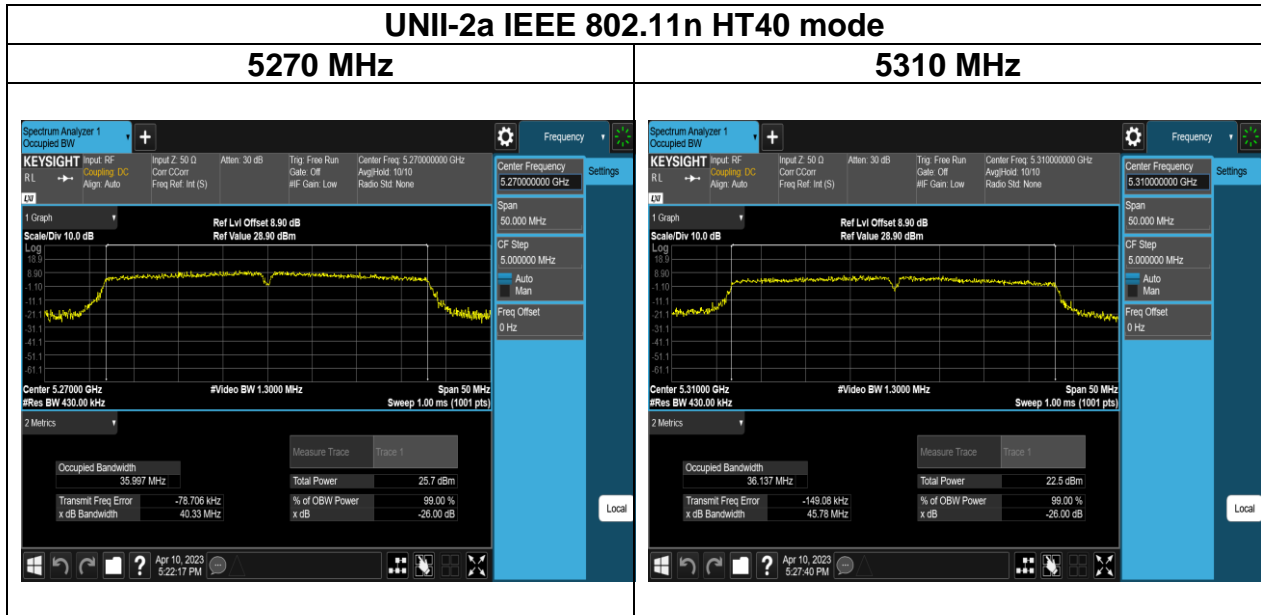 UNII-2a IEEE 802.11n HT40 mode
5270 MHz
5310 MHz
Spectrum Analyzer 1
Occupied BW
Frequency
KEYSIGHT
Input: RF
Input Z: 50 Ω
Atten: 30 dB
Trig: Free Run
Center Freq: 5.270000000 GHz
R L
Coupling: DC
Corr CCorr
Gate: Off
Avg|Hold: 10/10
Align: Auto
Freq Ref: Int (S)
#IF Gain: Low
Radio Std: None
LXI
Center Frequency
5.270000000 GHz
Settings
Span
50.000 MHz
CF Step
5.000000 MHz
Auto
Man
Freq Offset
0 Hz
Local
1 Graph
Ref Lvl Offset 8.90 dB
Scale/Div 10.0 dB
Ref Value 28.90 dBm
Log
18.9
8.90
-1.10
-11.1
-21.1
-31.1
-41.1
-51.1
-61.1
Center 5.27000 GHz
#Video BW 1.3000 MHz
Span 50 MHz
#Res BW 430.00 kHz
Sweep 1.00 ms (1001 pts)
2 Metrics
Measure Trace
Trace 1
Occupied Bandwidth
35.997 MHz
Total Power
25.7 dBm
Transmit Freq Error
-78.706 kHz
% of OBW Power
99.00 %
x dB Bandwidth
40.33 MHz
x dB
-26.00 dB
Apr 10, 2023
5:22:17 PM
Spectrum Analyzer 1
Occupied BW
Frequency
KEYSIGHT
Input: RF
Input Z: 50 Ω
Atten: 30 dB
Trig: Free Run
Center Freq: 5.310000000 GHz
R L
Coupling: DC
Corr CCorr
Gate: Off
Avg|Hold: 10/10
Align: Auto
Freq Ref: Int (S)
#IF Gain: Low
Radio Std: None
LXI
Center Frequency
5.310000000 GHz
Settings
Span
50.000 MHz
CF Step
5.000000 MHz
Auto
Man
Freq Offset
0 Hz
Local
1 Graph
Ref Lvl Offset 8.90 dB
Scale/Div 10.0 dB
Ref Value 28.90 dBm
Log
18.9
8.90
-1.10
-11.1
-21.1
-31.1
-41.1
-51.1
-61.1
Center 5.31000 GHz
#Video BW 1.3000 MHz
Span 50 MHz
#Res BW 430.00 kHz
Sweep 1.00 ms (1001 pts)
2 Metrics
Measure Trace
Trace 1
Occupied Bandwidth
36.137 MHz
Total Power
22.5 dBm
Transmit Freq Error
-149.08 kHz
% of OBW Power
99.00 %
x dB Bandwidth
45.78 MHz
x dB
-26.00 dB
Apr 10, 2023
5:27:40 PM